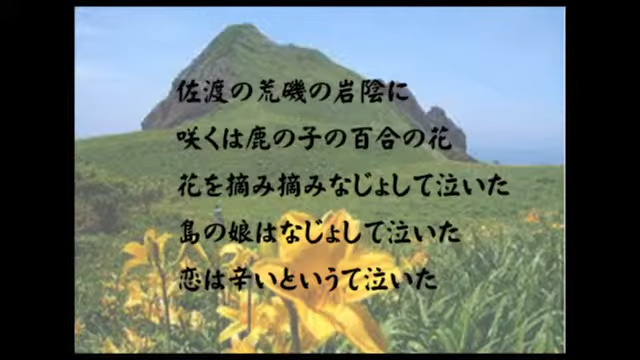 佐渡の荒磯の岩陰に
咲くは鹿の子の百合の花
花を摘み摘みなじょして泣いた
島の娘はなじょして泣いた
恋は辛いというて泣いた